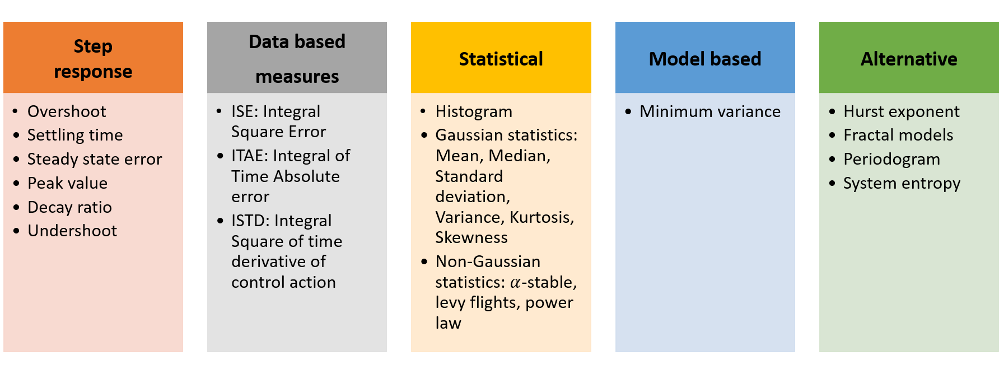 Step
response
• Overshoot
• Settling time
• Steady state error
• Peak value
• Decay ratio
• Undershoot
Data based
measures
• ISE: Integral
Square Error
• ITAE: Integral of
Time Absolute
error
• ISTD: Integral
Square of time
derivative of
control action
Statistical
• Histogram
• Gaussian statistics:
Mean, Median,
Standard
deviation,
Variance, Kurtosis,
Skewness
• Non-Gaussian
statistics: α-stable,
levy flights, power
law
Model based
• Minimum variance
Alternative
• Hurst exponent
• Fractal models
• Periodogram
• System entropy